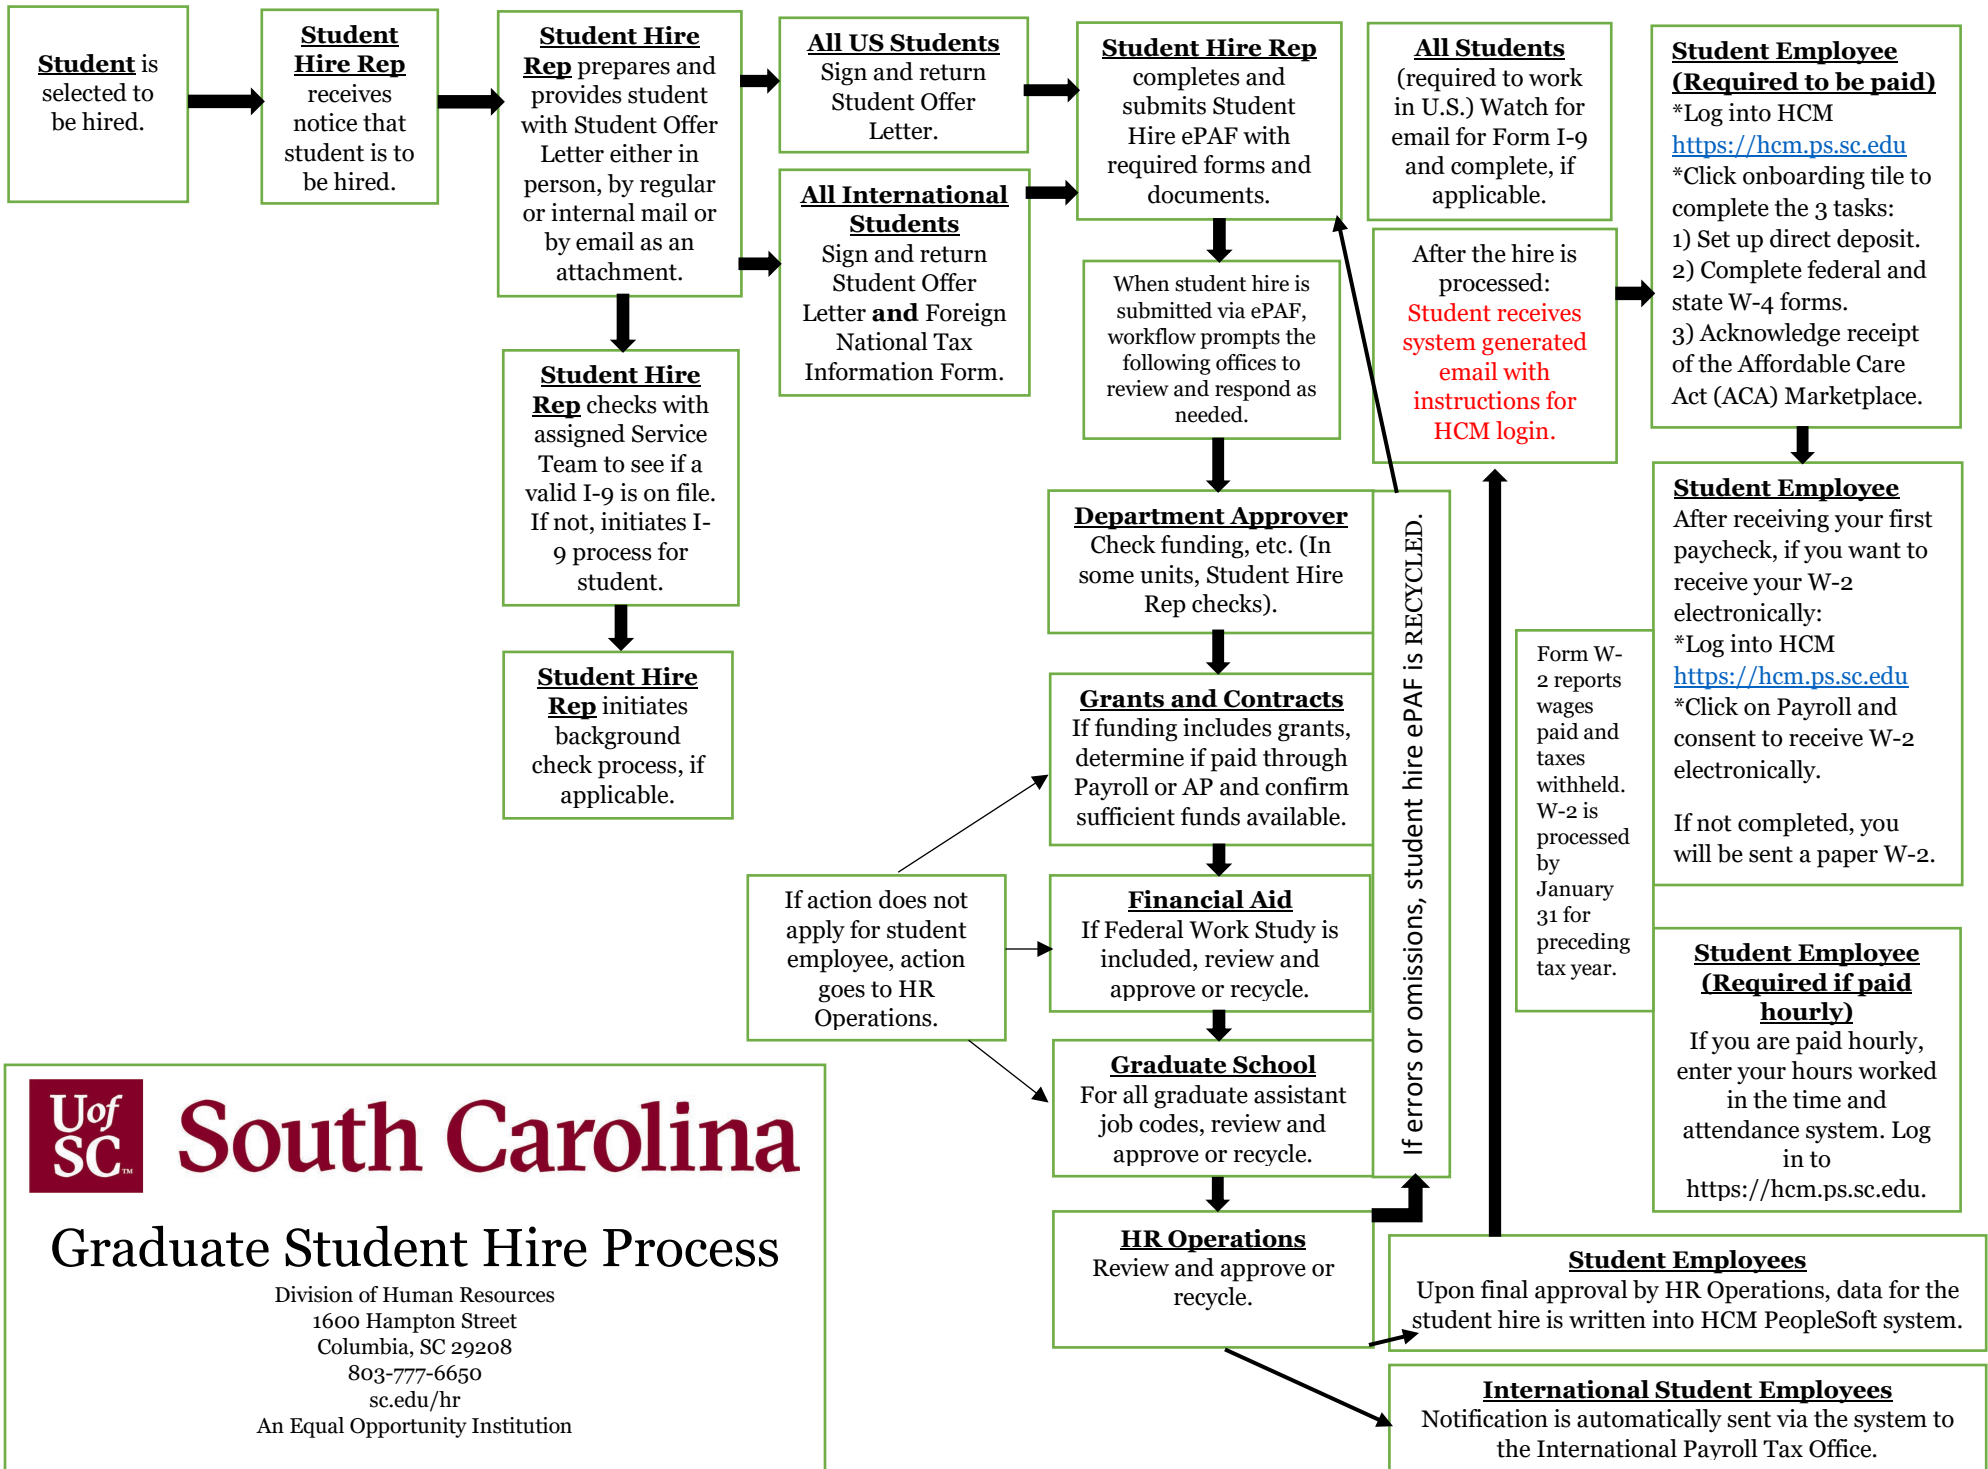 Student is
selected to
be hired.
Student
Hire Rep
receives
notice that
student is to
be hired.
Student Hire
Rep prepares and
provides student
with Student Offer
Letter either in
person, by regular
or internal mail or
by email as an
attachment.
All US Students
Sign and return
Student Offer
Letter.
All International
Students
Sign and return
Student Offer
Letter and Foreign
National Tax
Information Form.
Student Hire Rep
completes and
submits Student
Hire ePAF with
required forms and
documents.
All Students
(required to work
in U.S.) Watch for
email for Form I-9
and complete, if
applicable.
Student Employee
(Required to be paid)
*Log into HCM
https://hcm.ps.sc.edu
*Click onboarding tile to
complete the 3 tasks:
1) Set up direct deposit.
2) Complete federal and
state W-4 forms.
3) Acknowledge receipt
of the Affordable Care
Act (ACA) Marketplace.
After the hire is
processed:
Student receives
system generated
email with
instructions for
HCM login.
When student hire is
submitted via ePAF,
workflow prompts the
following offices to
review and respond as
needed.
Student Hire
Rep checks with
assigned Service
Team to see if a
valid I-9 is on file.
If not, initiates I-
9 process for
student.
Student Hire
Rep initiates
background
check process, if
applicable.
Department Approver
Check funding, etc. (In
some units, Student Hire
Rep checks).
Grants and Contracts
If funding includes grants,
determine if paid through
Payroll or AP and confirm
sufficient funds available.
If action does not
apply for student
employee, action
goes to HR
Operations.
Financial Aid
If Federal Work Study is
included, review and
approve or recycle.
Graduate School
For all graduate assistant
job codes, review and
approve or recycle.
HR Operations
Review and approve or
recycle.
If errors or omissions, student hire ePAF is RECYCLED.
Student Employee
After receiving your first
paycheck, if you want to
receive your W-2
electronically:
*Log into HCM
https://hcm.ps.sc.edu
*Click on Payroll and
consent to receive W-2
electronically.
If not completed, you
will be sent a paper W-2.
Form W-
2 reports
wages
paid and
taxes
withheld.
W-2 is
processed
by
January
31 for
preceding
tax year.
Student Employee
(Required if paid
hourly)
If you are paid hourly,
enter your hours worked
in the time and
attendance system. Log
in to
https://hcm.ps.sc.edu.
Student Employees
Upon final approval by HR Operations, data for the
student hire is written into HCM PeopleSoft system.
International Student Employees
Notification is automatically sent via the system to
the International Payroll Tax Office.
Uof
SC™
South Carolina
Graduate Student Hire Process
Division of Human Resources
1600 Hampton Street
Columbia, SC 29208
803-777-6650
sc.edu/hr
An Equal Opportunity Institution